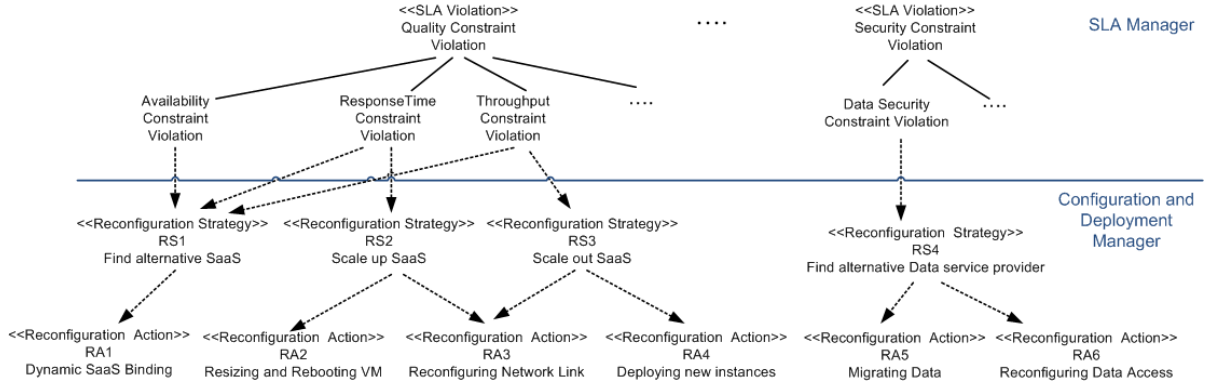 <<SLA Violation>>
Quality Constraint
Violation
....
<<SLA Violation>>
Security Constraint
Violation
SLA Manager
Availability
Constraint
Violation
ResponseTime
Constraint
Violation
Throughput
Constraint
Violation
....
Data Security
Constraint Violation
....
Configuration and
Deployment
Manager
<<Reconfiguration Strategy>>
RS1
Find alternative SaaS
<<Reconfiguration Strategy>>
RS2
Scale up SaaS
<<Reconfiguration Strategy>>
RS3
Scale out SaaS
<<Reconfiguration Strategy>>
RS4
Find alternative Data service provider
<<Reconfiguration Action>>
RA1
Dynamic SaaS Binding
<<Reconfiguration Action>>
RA2
Resizing and Rebooting VM
<<Reconfiguration Action>>
RA3
Reconfiguring Network Link
<<Reconfiguration Action>>
RA4
Deploying new instances
<<Reconfiguration Action>>
RA5
Migrating Data
<<Reconfiguration Action>>
RA6
Reconfiguring Data Access